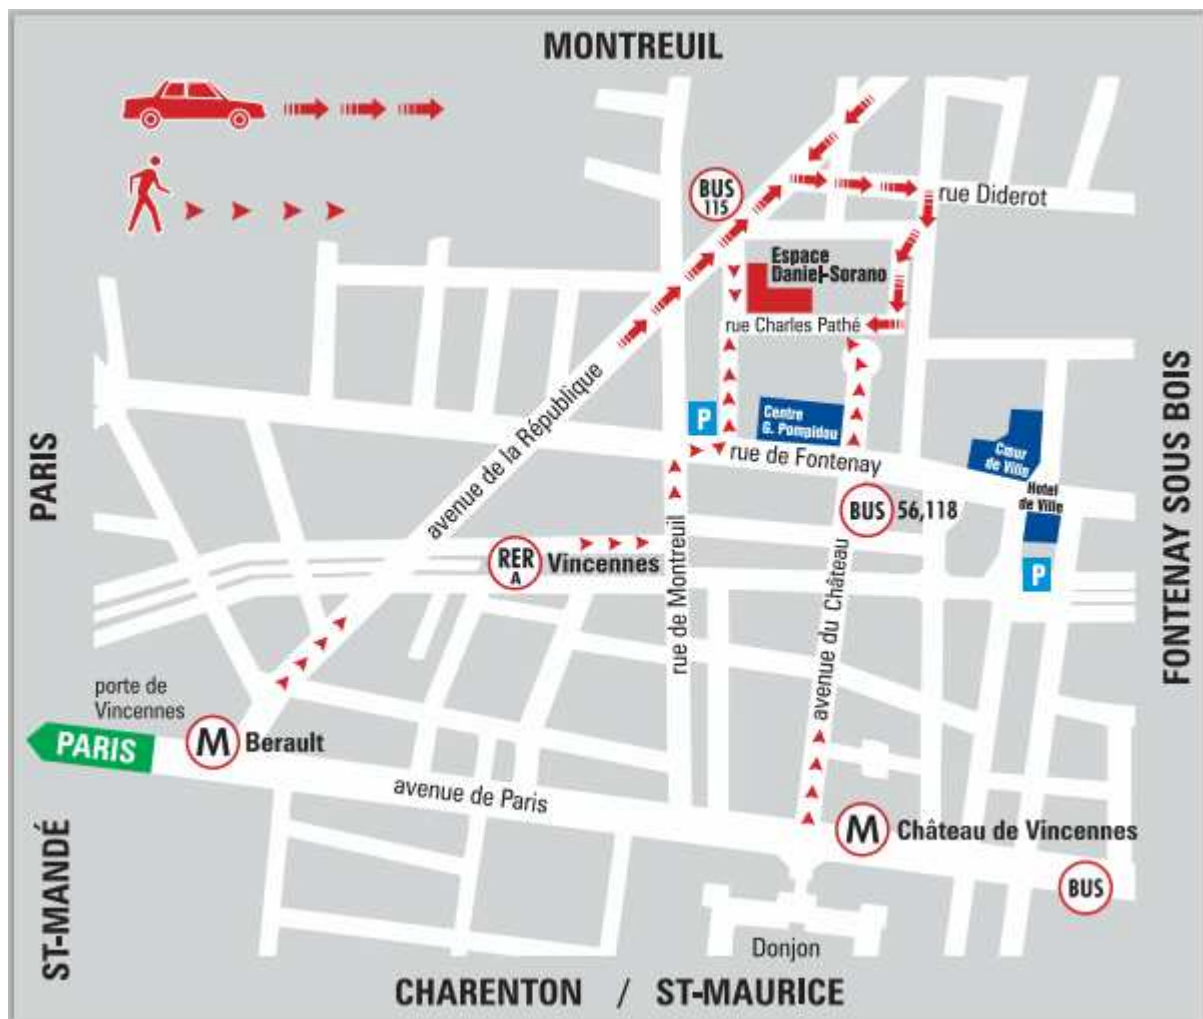 MONTREUIL
BUS
115
rue Diderot
Espace
Daniel-Sorano
rue Charles Pathé
avenue de la République
P
Centre
G. Pompidou
rue de Fontenay
Cœur
de Ville
Hotel
de Ville
PARIS
FONTENAY SOUS BOIS
BUS 56,118
RER
A
Vincennes
P
rue de Montreuil
avenue du Château
porte de
Vincennes
PARIS
M Berault
avenue de Paris
M Château de Vincennes
BUS
ST-MANDÉ
Donjon
CHARENTON / ST-MAURICE